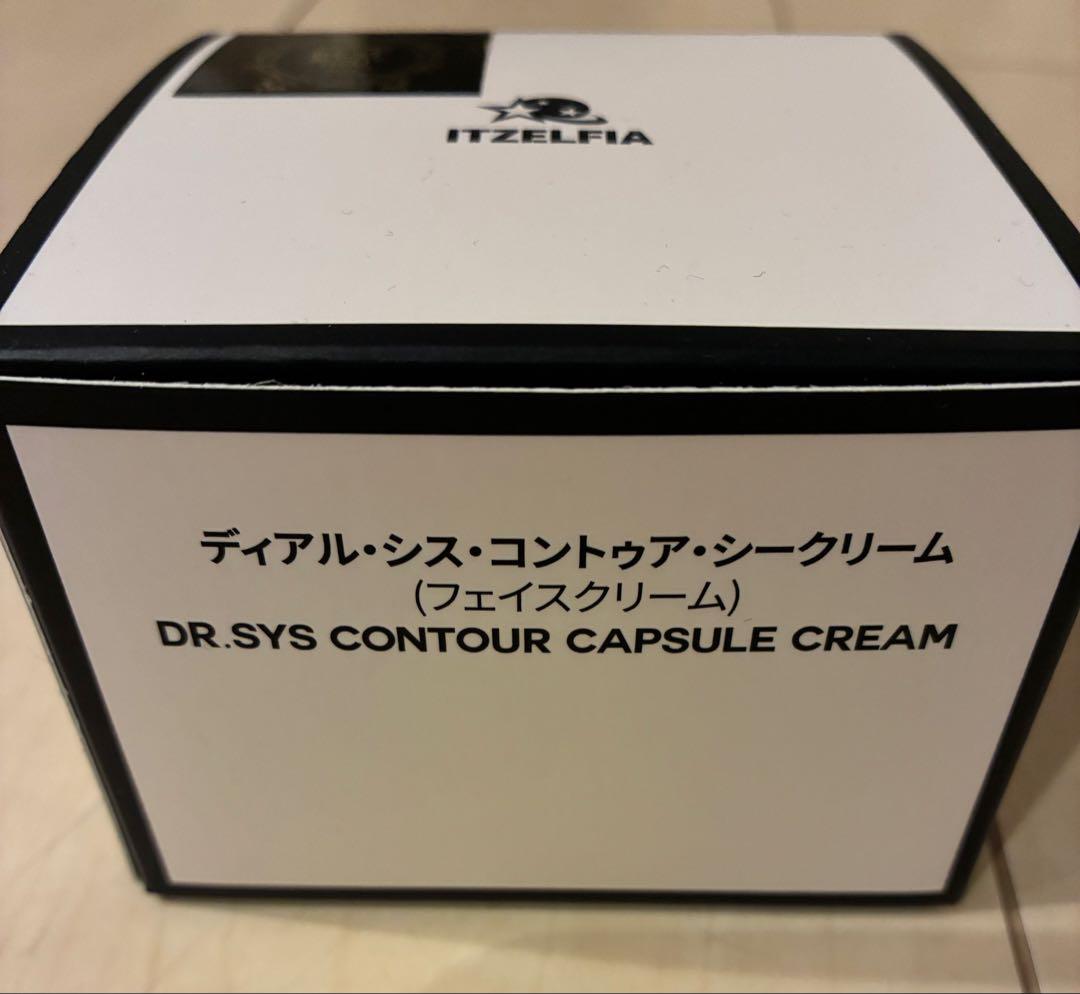 ITZELFIA
ディアル・シス・コントゥア・シークリーム
(フェイスクリーム)
DR.SYS CONTOUR CAPSULE CREAM